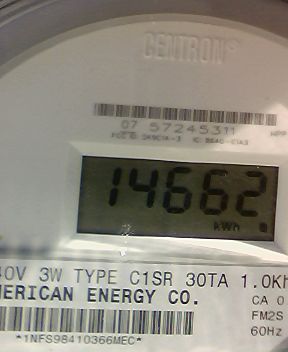 CENTRON®
07 57245311
14662
kWh
40V 3W TYPE C1SR 30TA 1.0Kh
MERICAN ENERGY CO.
CA 0
FM2S
60Hz
*1NFS98410366MEC*